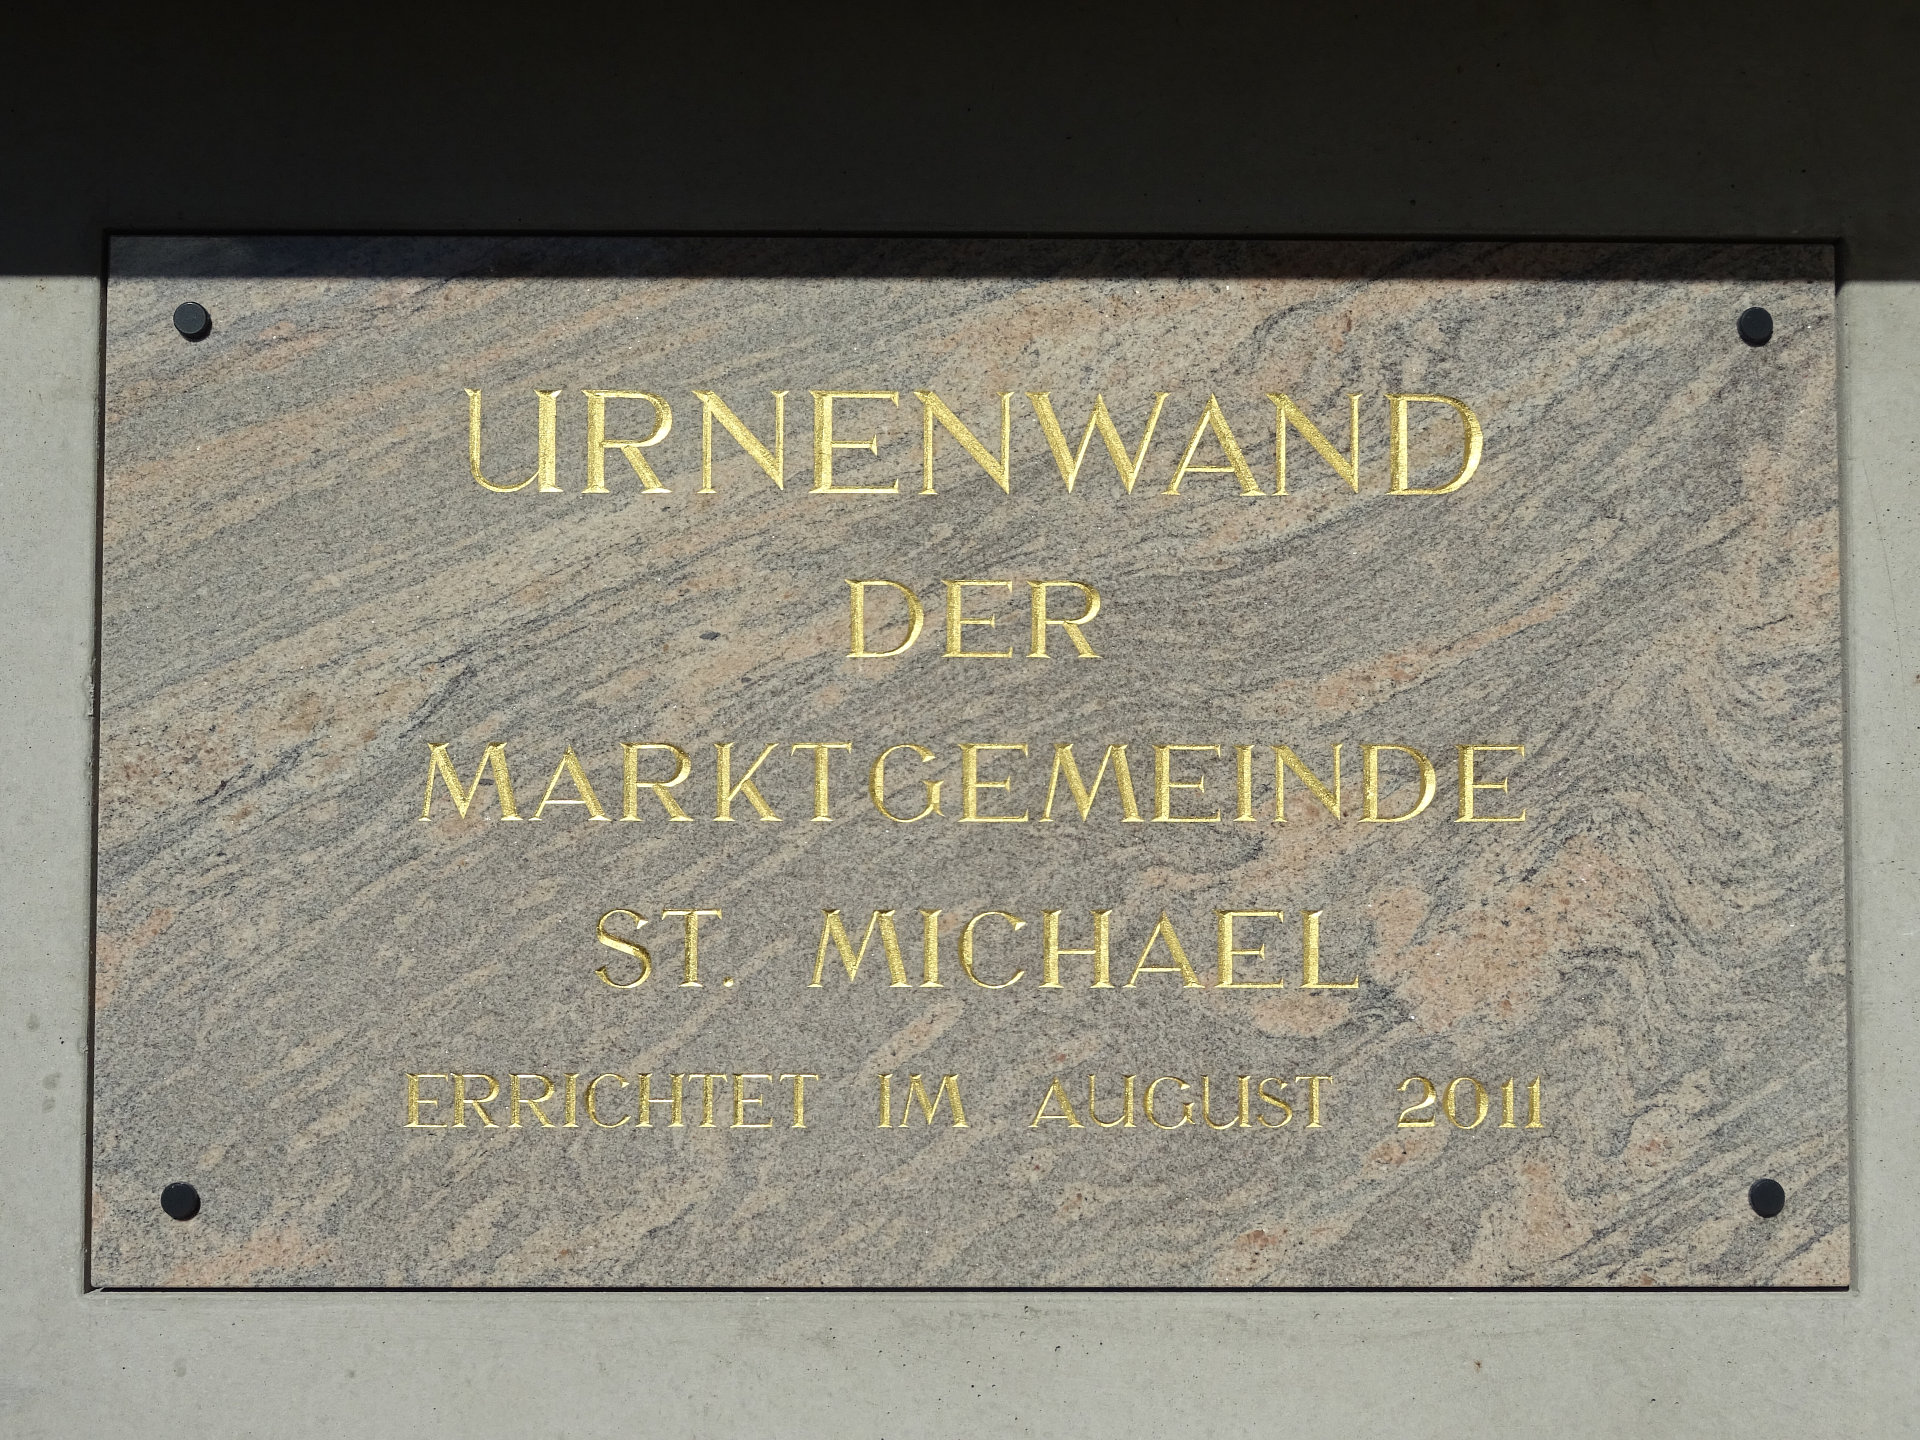 URNENWAND
DER
MARKTGEMEINDE
ST. MICHAEL
ERRICHTET IM AUGUST 2011